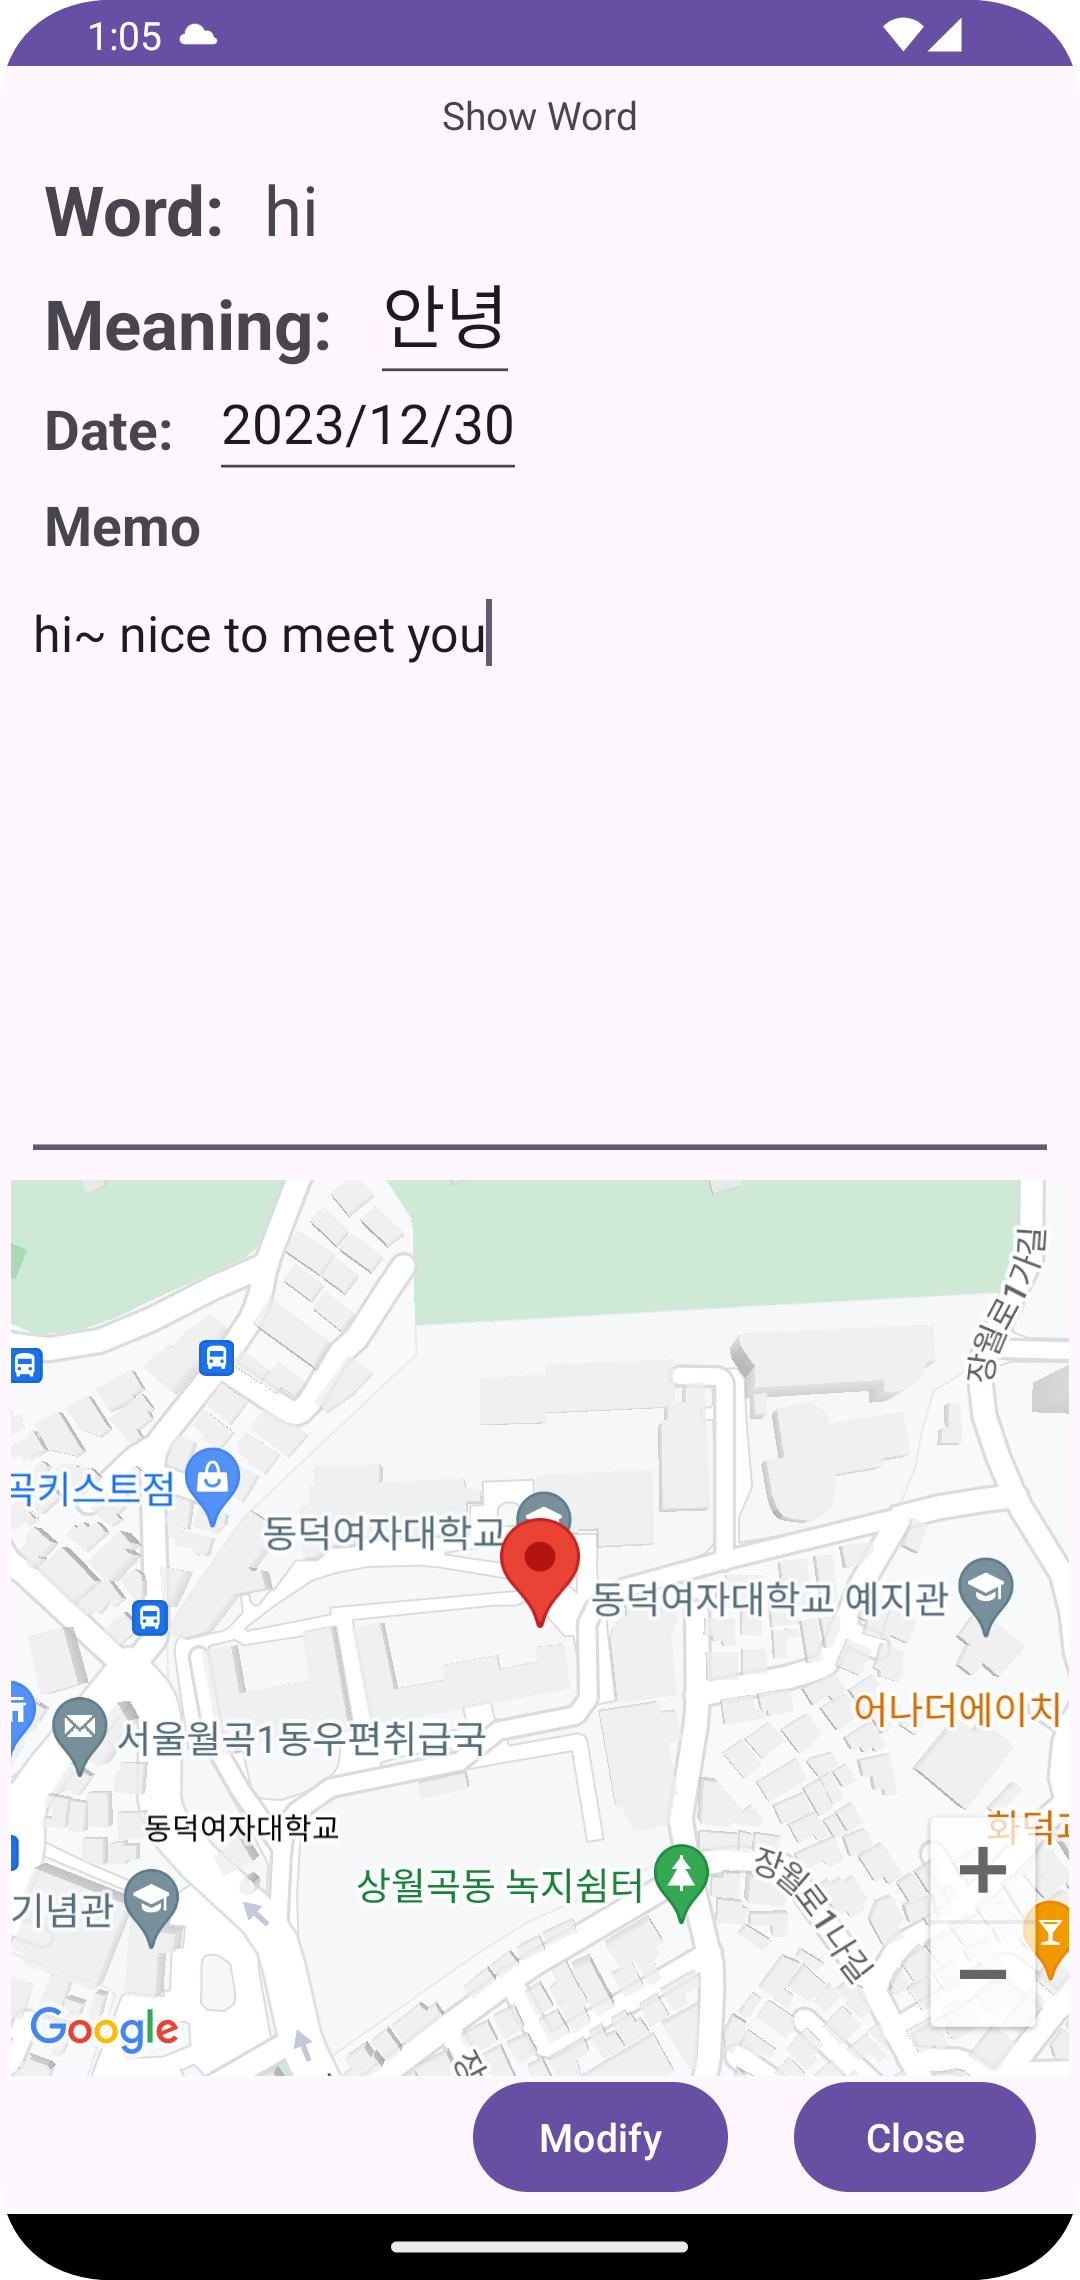 1:05
Show Word
Word: hi
Meaning: 안녕
Date: 2023/12/30
Memo
hi~ nice to meet you
장월로1가길
곡키스트점
동덕여자대학교
동덕여자대학교 예지관
어나더에이치
서울월곡1동우편취급국
동덕여자대학교
화덕고
상월곡동 녹지쉼터
장월로1나길
기념관
+
−
Google
장
Modify
Close